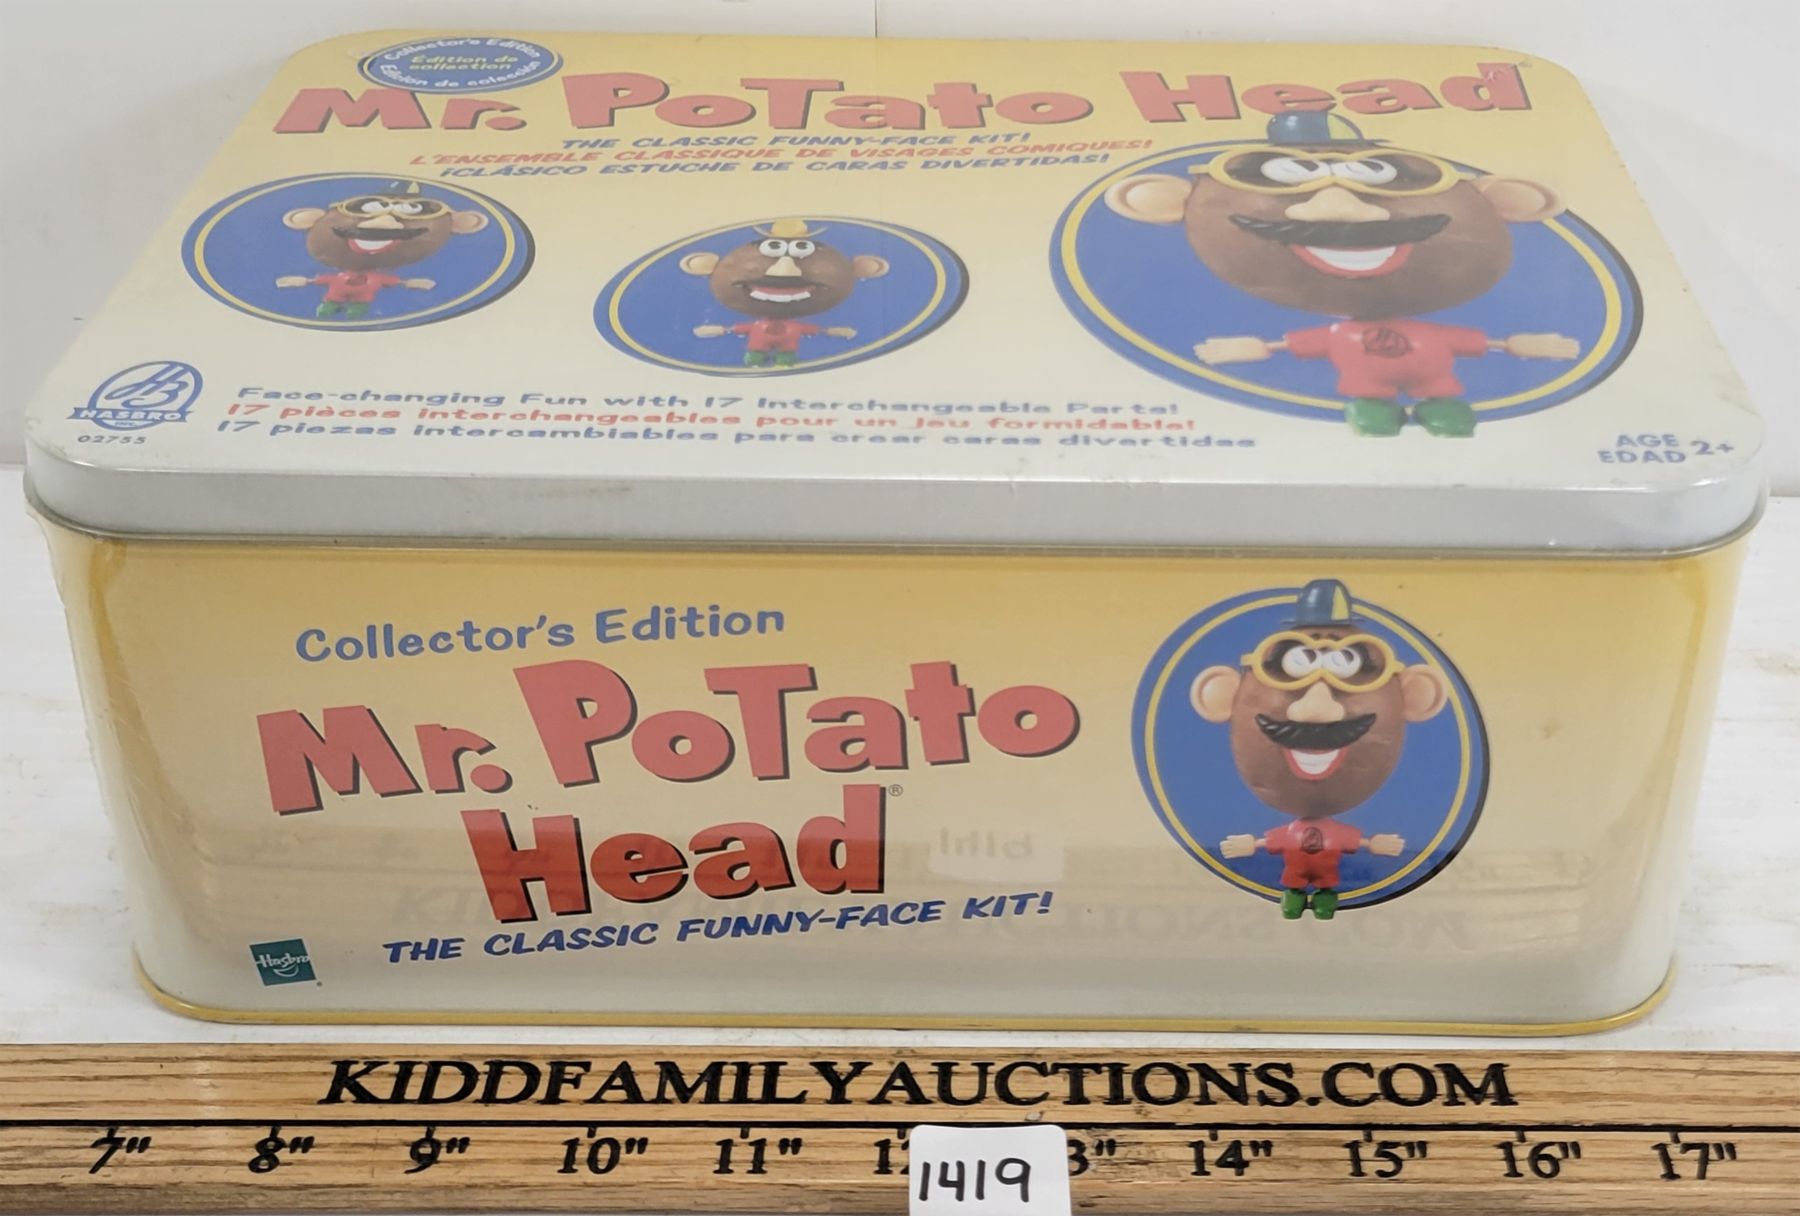 Collector's Edition
Édition de
collection
Edición de colección
Mr. PoTato Head
THE CLASSIC FUNNY-FACE KIT!
L'ENSEMBLE CLASSIQUE DE VISAGES COMIQUES!
¡CLÁSICO ESTUCHE DE CARAS DIVERTIDAS!
HASBRO
INC.
02755
Face-changing Fun with 17 Interchangeable Parts!
17 pièces interchangeables pour un jeu formidable!
17 piezas intercambiables para crear caras divertidas
AGE
EDAD 2+
Collector's Edition
Mr. PoTato
Head®
THE CLASSIC FUNNY-FACE KIT!
Hasbro
KIDDFAMILYAUCTIONS.COM
7" 8" 9" 10" 11" 14" 15" 16" 17"
1419